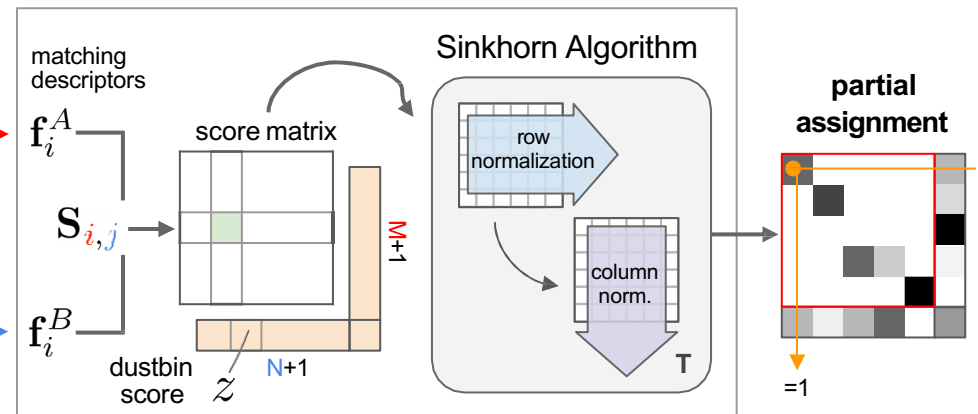 matching
descriptors
f_i^A
S_{i,j}
f_i^B
score matrix
M+1
N+1
dustbin
score z
Sinkhorn Algorithm
row
normalization
column
norm.
T
partial
assignment
=1